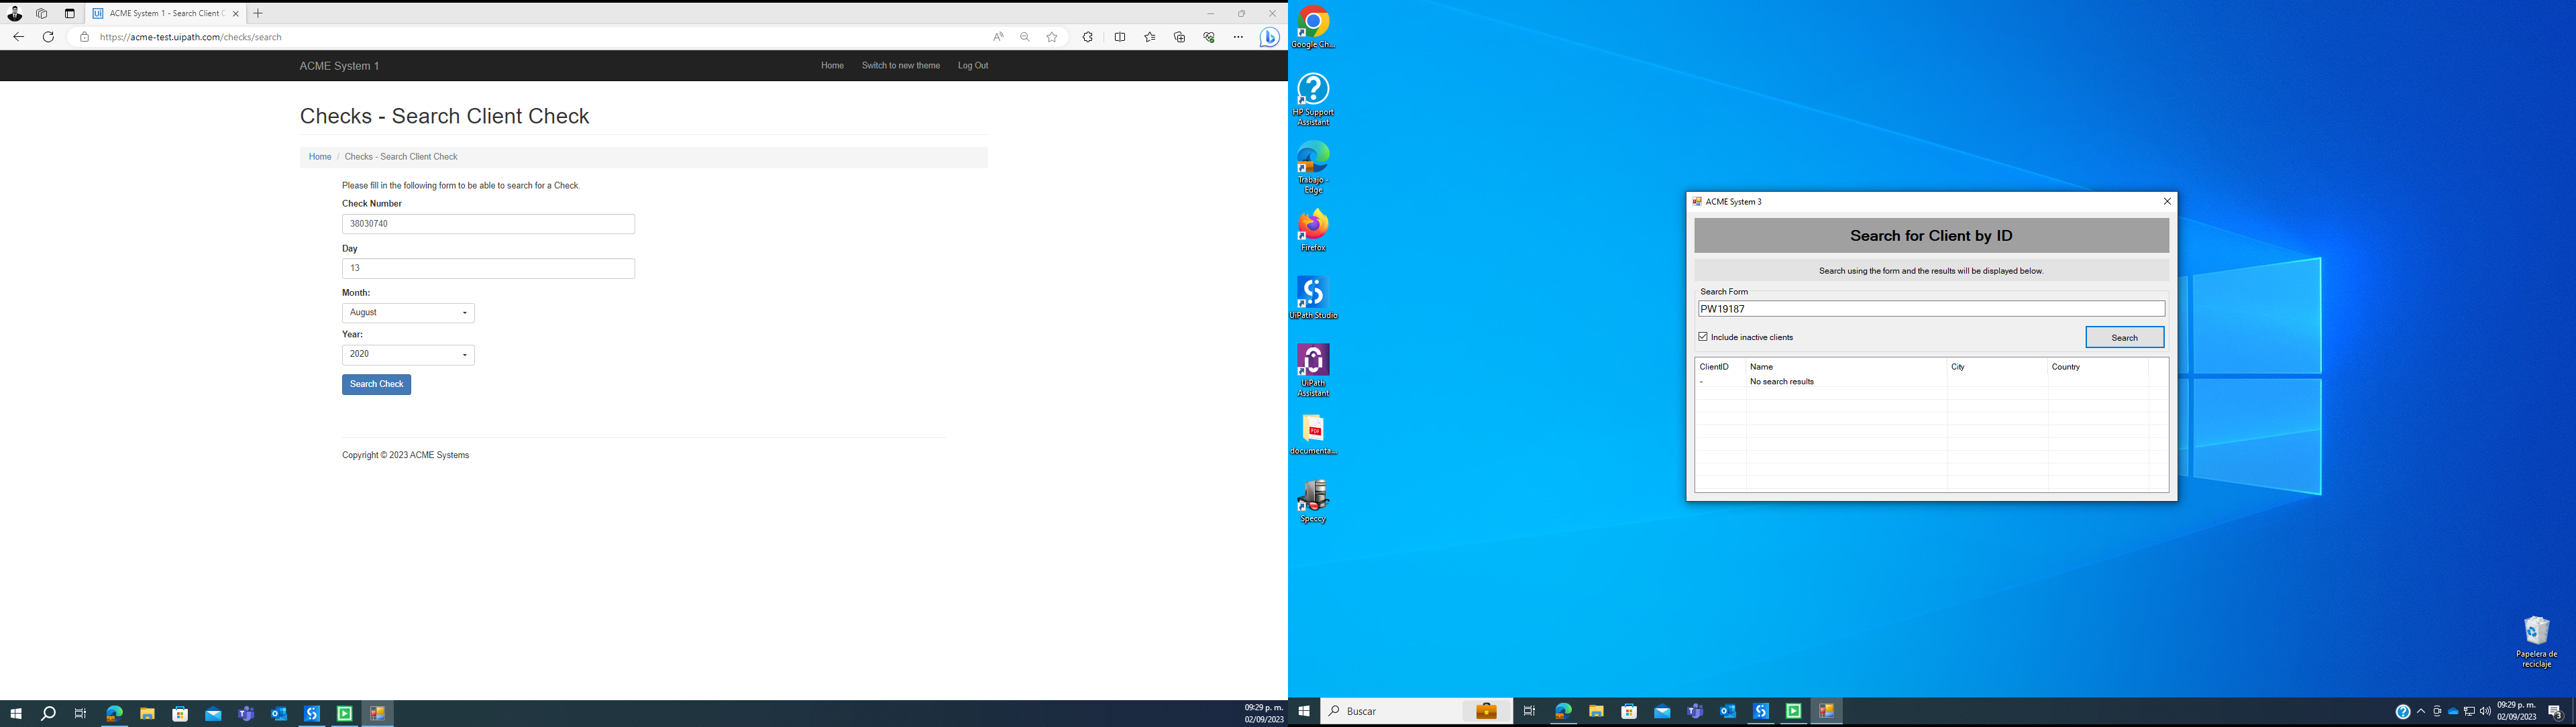 ACME System 1 - Search Client C
https://acme-test.uipath.com/checks/search
ACME System 1
Home
Switch to new theme
Log Out
Checks - Search Client Check
Home / Checks - Search Client Check
Please fill in the following form to be able to search for a Check.
Check Number
38030740
Day
13
Month:
August
Year:
2020
Search Check
Copyright © 2023 ACME Systems
09:29 p. m.
02/09/2023
Google Ch...
HP Support
Assistant
Trabajo -
Edge
Firefox
UiPath Studio
UiPath
Assistant
PDF
documenta...
Speccy
ACME System 3
Search for Client by ID
Search using the form and the results will be displayed below.
Search Form
PW19187
Include inactive clients
Search
ClientID Name City Country
- No search results
Papelera de
reciclaje
Buscar
09:29 p. m.
02/09/2023
3